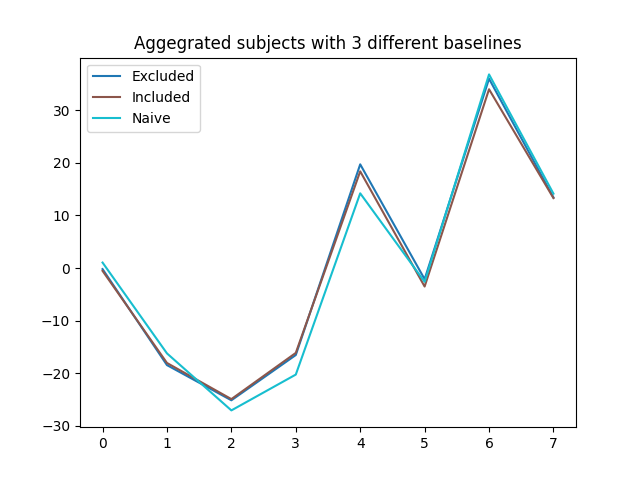 Aggegrated subjects with 3 different baselines
Excluded
Included
Naive
30
20
10
0
−10
−20
−30
0 1 2 3 4 5 6 7